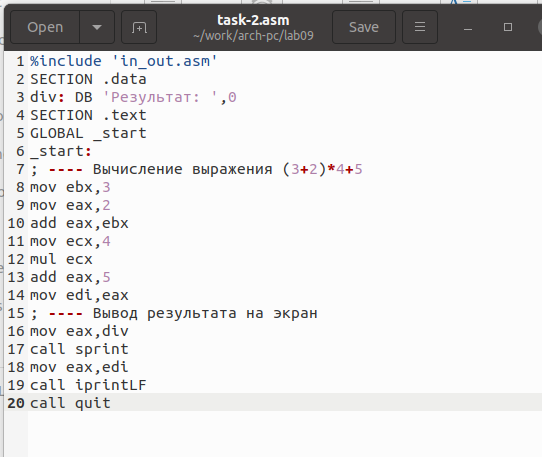 Open
task-2.asm
~/work/arch-pc/lab09
Save
1 %include 'in_out.asm'
2 SECTION .data
3 div: DB 'Результат: ',0
4 SECTION .text
5 GLOBAL _start
6 _start:
7 ; ---- Вычисление выражения (3+2)*4+5
8 mov ebx,3
9 mov eax,2
10 add eax,ebx
11 mov ecx,4
12 mul ecx
13 add eax,5
14 mov edi,eax
15 ; ---- Вывод результата на экран
16 mov eax,div
17 call sprint
18 mov eax,edi
19 call iprintLF
20 call quit